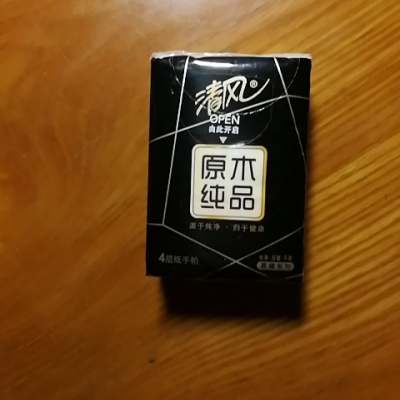 清风®
OPEN
由此开启
原木
纯品
源于纯净·归于健康
4层纸手帕